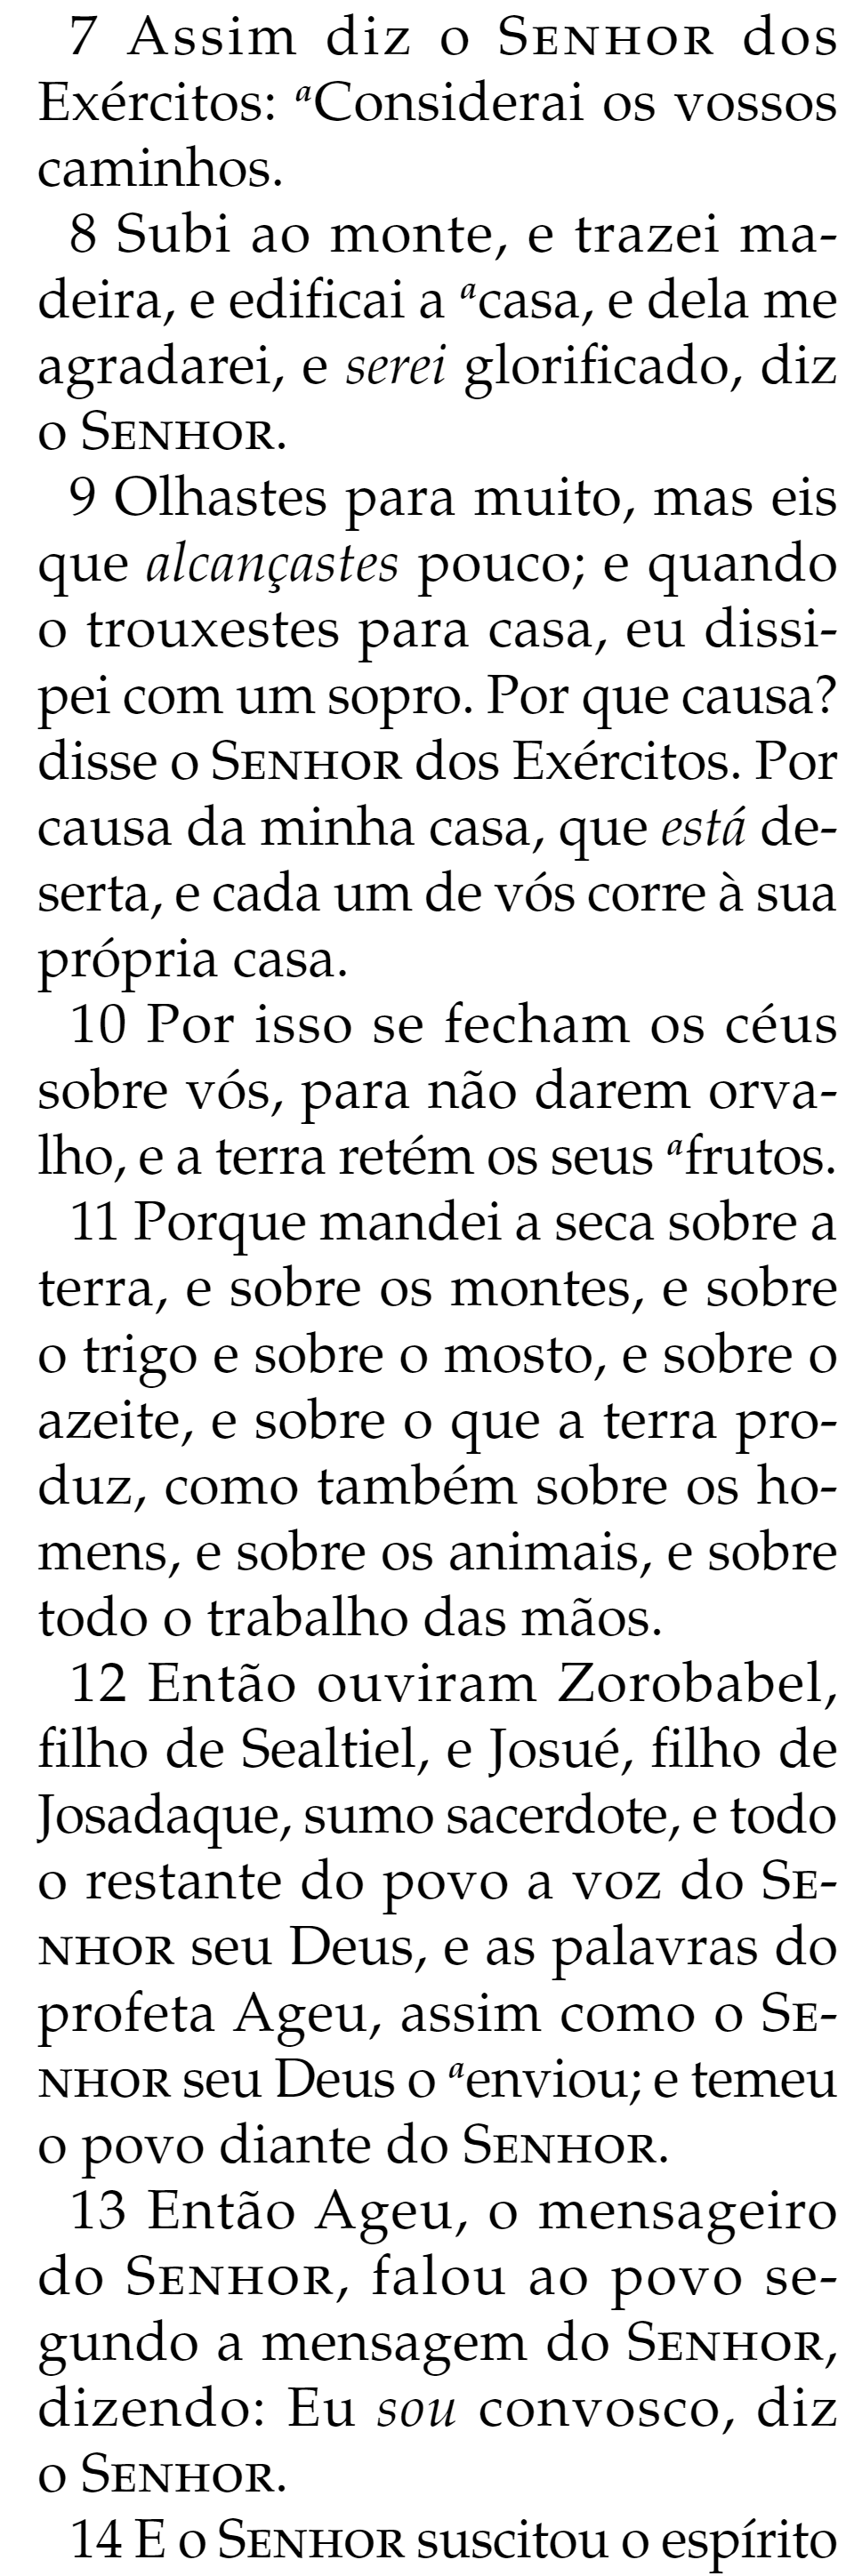 7 Assim diz o SENHOR dos
Exércitos: aConsiderai os vossos
caminhos.
8 Subi ao monte, e trazei ma-
deira, e edificai a acasa, e dela me
agradarei, e serei glorificado, diz
o SENHOR.
9 Olhastes para muito, mas eis
que alcançastes pouco; e quando
o trouxestes para casa, eu dissi-
pei com um sopro. Por que causa?
disse o SENHOR dos Exércitos. Por
causa da minha casa, que está de-
serta, e cada um de vós corre à sua
própria casa.
10 Por isso se fecham os céus
sobre vós, para não darem orva-
lho, e a terra retém os seus afrutos.
11 Porque mandei a seca sobre a
terra, e sobre os montes, e sobre
o trigo e sobre o mosto, e sobre o
azeite, e sobre o que a terra pro-
duz, como também sobre os ho-
mens, e sobre os animais, e sobre
todo o trabalho das mãos.
12 Então ouviram Zorobabel,
filho de Sealtiel, e Josué, filho de
Josadaque, sumo sacerdote, e todo
o restante do povo a voz do SE-
NHOR seu Deus, e as palavras do
profeta Ageu, assim como o SE-
NHOR seu Deus o aenviou; e temeu
o povo diante do SENHOR.
13 Então Ageu, o mensageiro
do SENHOR, falou ao povo se-
gundo a mensagem do SENHOR,
dizendo: Eu sou convosco, diz
o SENHOR.
14 E o SENHOR suscitou o espírito